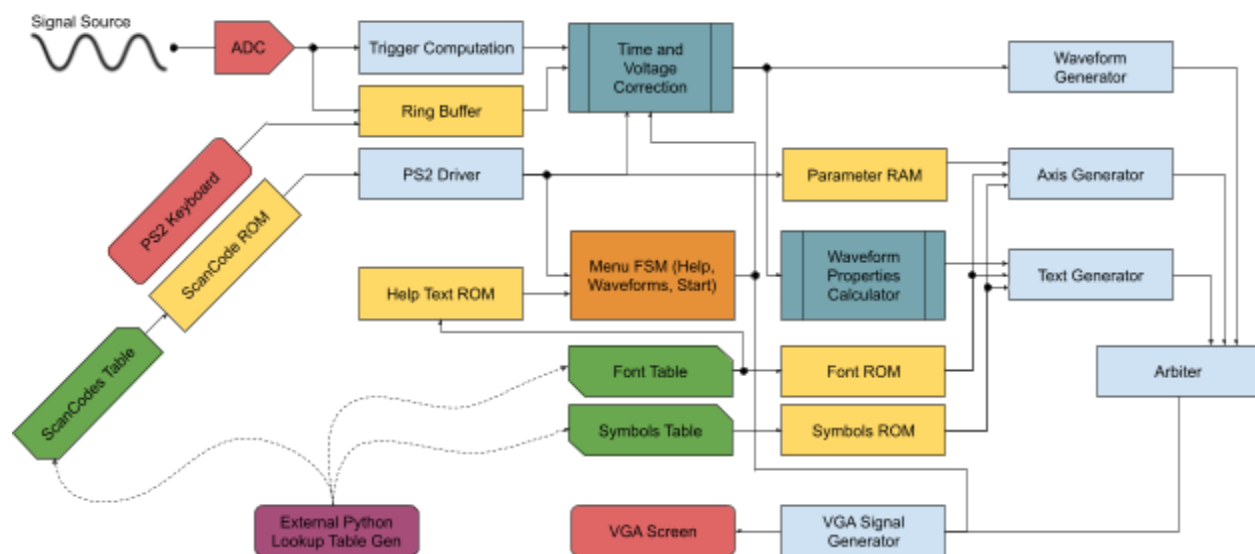 Signal Source
ADC
Trigger Computation
Time and
Voltage
Correction
Waveform
Generator
Ring Buffer
PS2 Driver
Parameter RAM
Axis Generator
PS2 Keyboard
ScanCode ROM
Menu FSM (Help,
Waveforms, Start)
Waveform
Properties
Calculator
Text Generator
Help Text ROM
ScanCodes Table
Font Table
Font ROM
Arbiter
Symbols Table
Symbols ROM
External Python
Lookup Table Gen
VGA Screen
VGA Signal
Generator